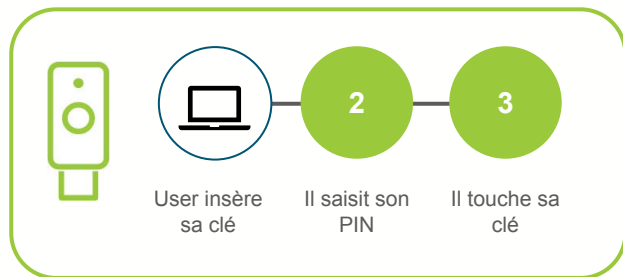 2
3
User insère
sa clé
Il saisit son
PIN
Il touche sa
clé